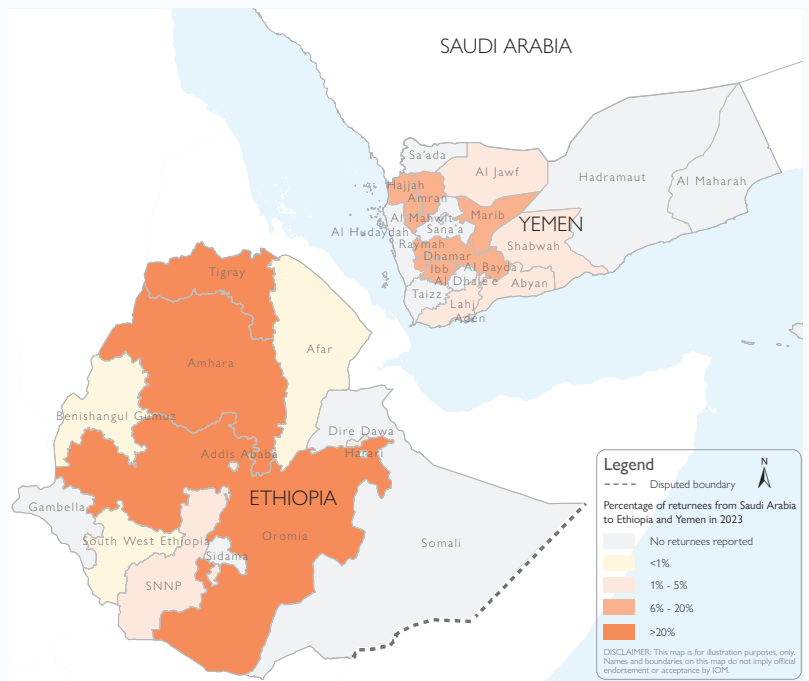 SAUDI ARABIA
Sa'ada
Al Jawf
Hadramaut
Al Maharah
Hajjah
Amran
Al Mahwit
Marib
Al Hudaydah
Sana'a
YEMEN
Raymah
Shabwah
Dhamar
Ibb
Al Bayda
Al Dhale'e
Abyan
Taizz
Lahj
Aden
Tigray
Afar
Amhara
Benishangul Gumuz
Dire Dawa
Addis Ababa
Harari
ETHIOPIA
Gambella
Oromia
South West Ethiopia
Somali
Sidama
SNNP
Legend
N
Disputed boundary
Percentage of returnees from Saudi Arabia
to Ethiopia and Yemen in 2023
No returnees reported
<1%
1% - 5%
6% - 20%
>20%
DISCLAIMER: This map is for illustration purposes, only.
Names and boundaries on this map do not imply official
endorsement or acceptance by IOM.